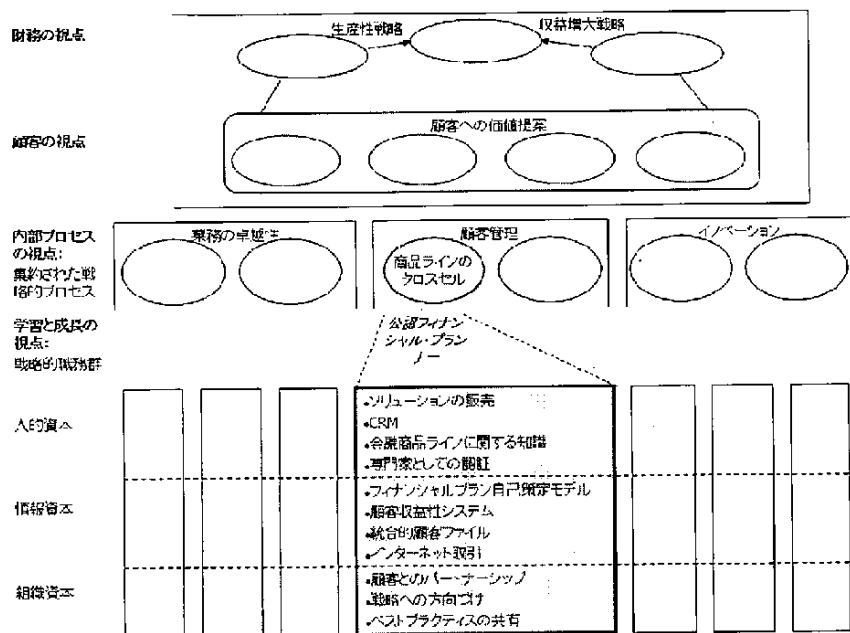 財務の視点
生産性戦略
収益増大戦略
顧客の視点
顧客への価値提案
内部プロセス
の視点:
集約された戦
略的プロセス
業務の卓越性
顧客管理
イノベーション
商品ラインの
クロスセル
学習と成長の
視点:
戦略的職務群
公認フィナン
シャル・プラン
ナー
人的資本
•ソリューションの販売
•CRM
•金融商品ラインに関する知識
•専門家としての認証
情報資本
•フィナンシャルプラン自己策定モデル
•顧客収益性システム
•統合的顧客ファイル
•インターネット取引
組織資本
•顧客とのパートナーシップ
•戦略への方向づけ
•ベストプラクティスの共有